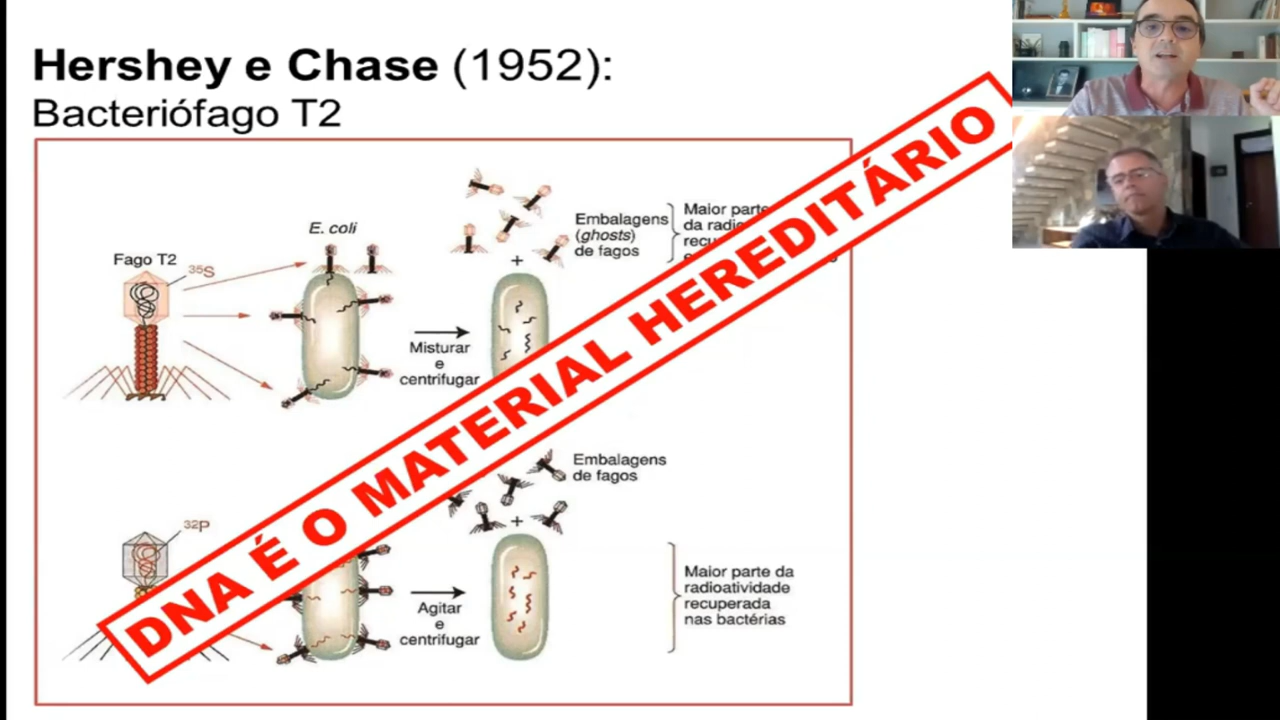 Hershey e Chase (1952):
Bacteriófago T2
E. coli
Fago T2
35S
Embalagens
(ghosts)
de fagos
Maior parte
da
+
Misturar
e
centrifugar
DNA É O MATERIAL HEREDITÁRIO
Embalagens
de fagos
+
32P
Agitar
e
centrifugar
Maior parte da
radioatividade
recuperada
nas bactérias